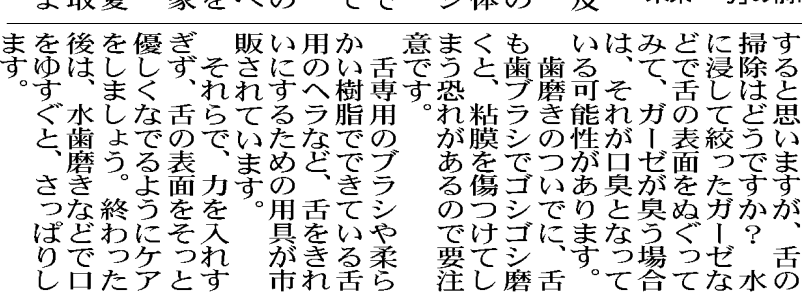 すると思いますが、舌の
掃除はどうですか? 水
に浸して絞ったガーゼな
どで舌の表面をぬぐって
みて、ガーゼが臭う場合
は、それが口臭となって
いる可能性があります。
歯磨きのついでに、舌
も歯ブラシでゴシゴシ磨
くと、粘膜を傷つけてし
まう恐れがあるので要注
意です。
舌専用のブラシや柔ら
かい樹脂でできている舌
用のヘラなど、舌をきれ
いにするための用具が市
販されています。
それらで、力を入れす
ぎず、舌の表面をそっと
優しくなでるようにケア
をしましょう。終わった
後は、水歯磨きなどで口
をゆすぐと、さっぱりし
ます。